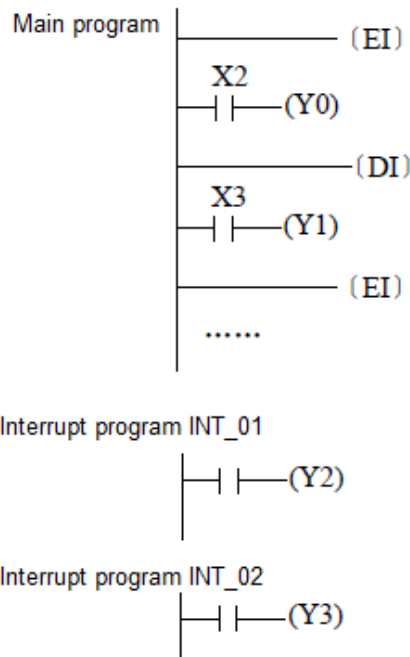 Main program
(EI)
X2
(Y0)
(DI)
X3
(Y1)
(EI)
......
Interrupt program INT_01
(Y2)
Interrupt program INT_02
(Y3)